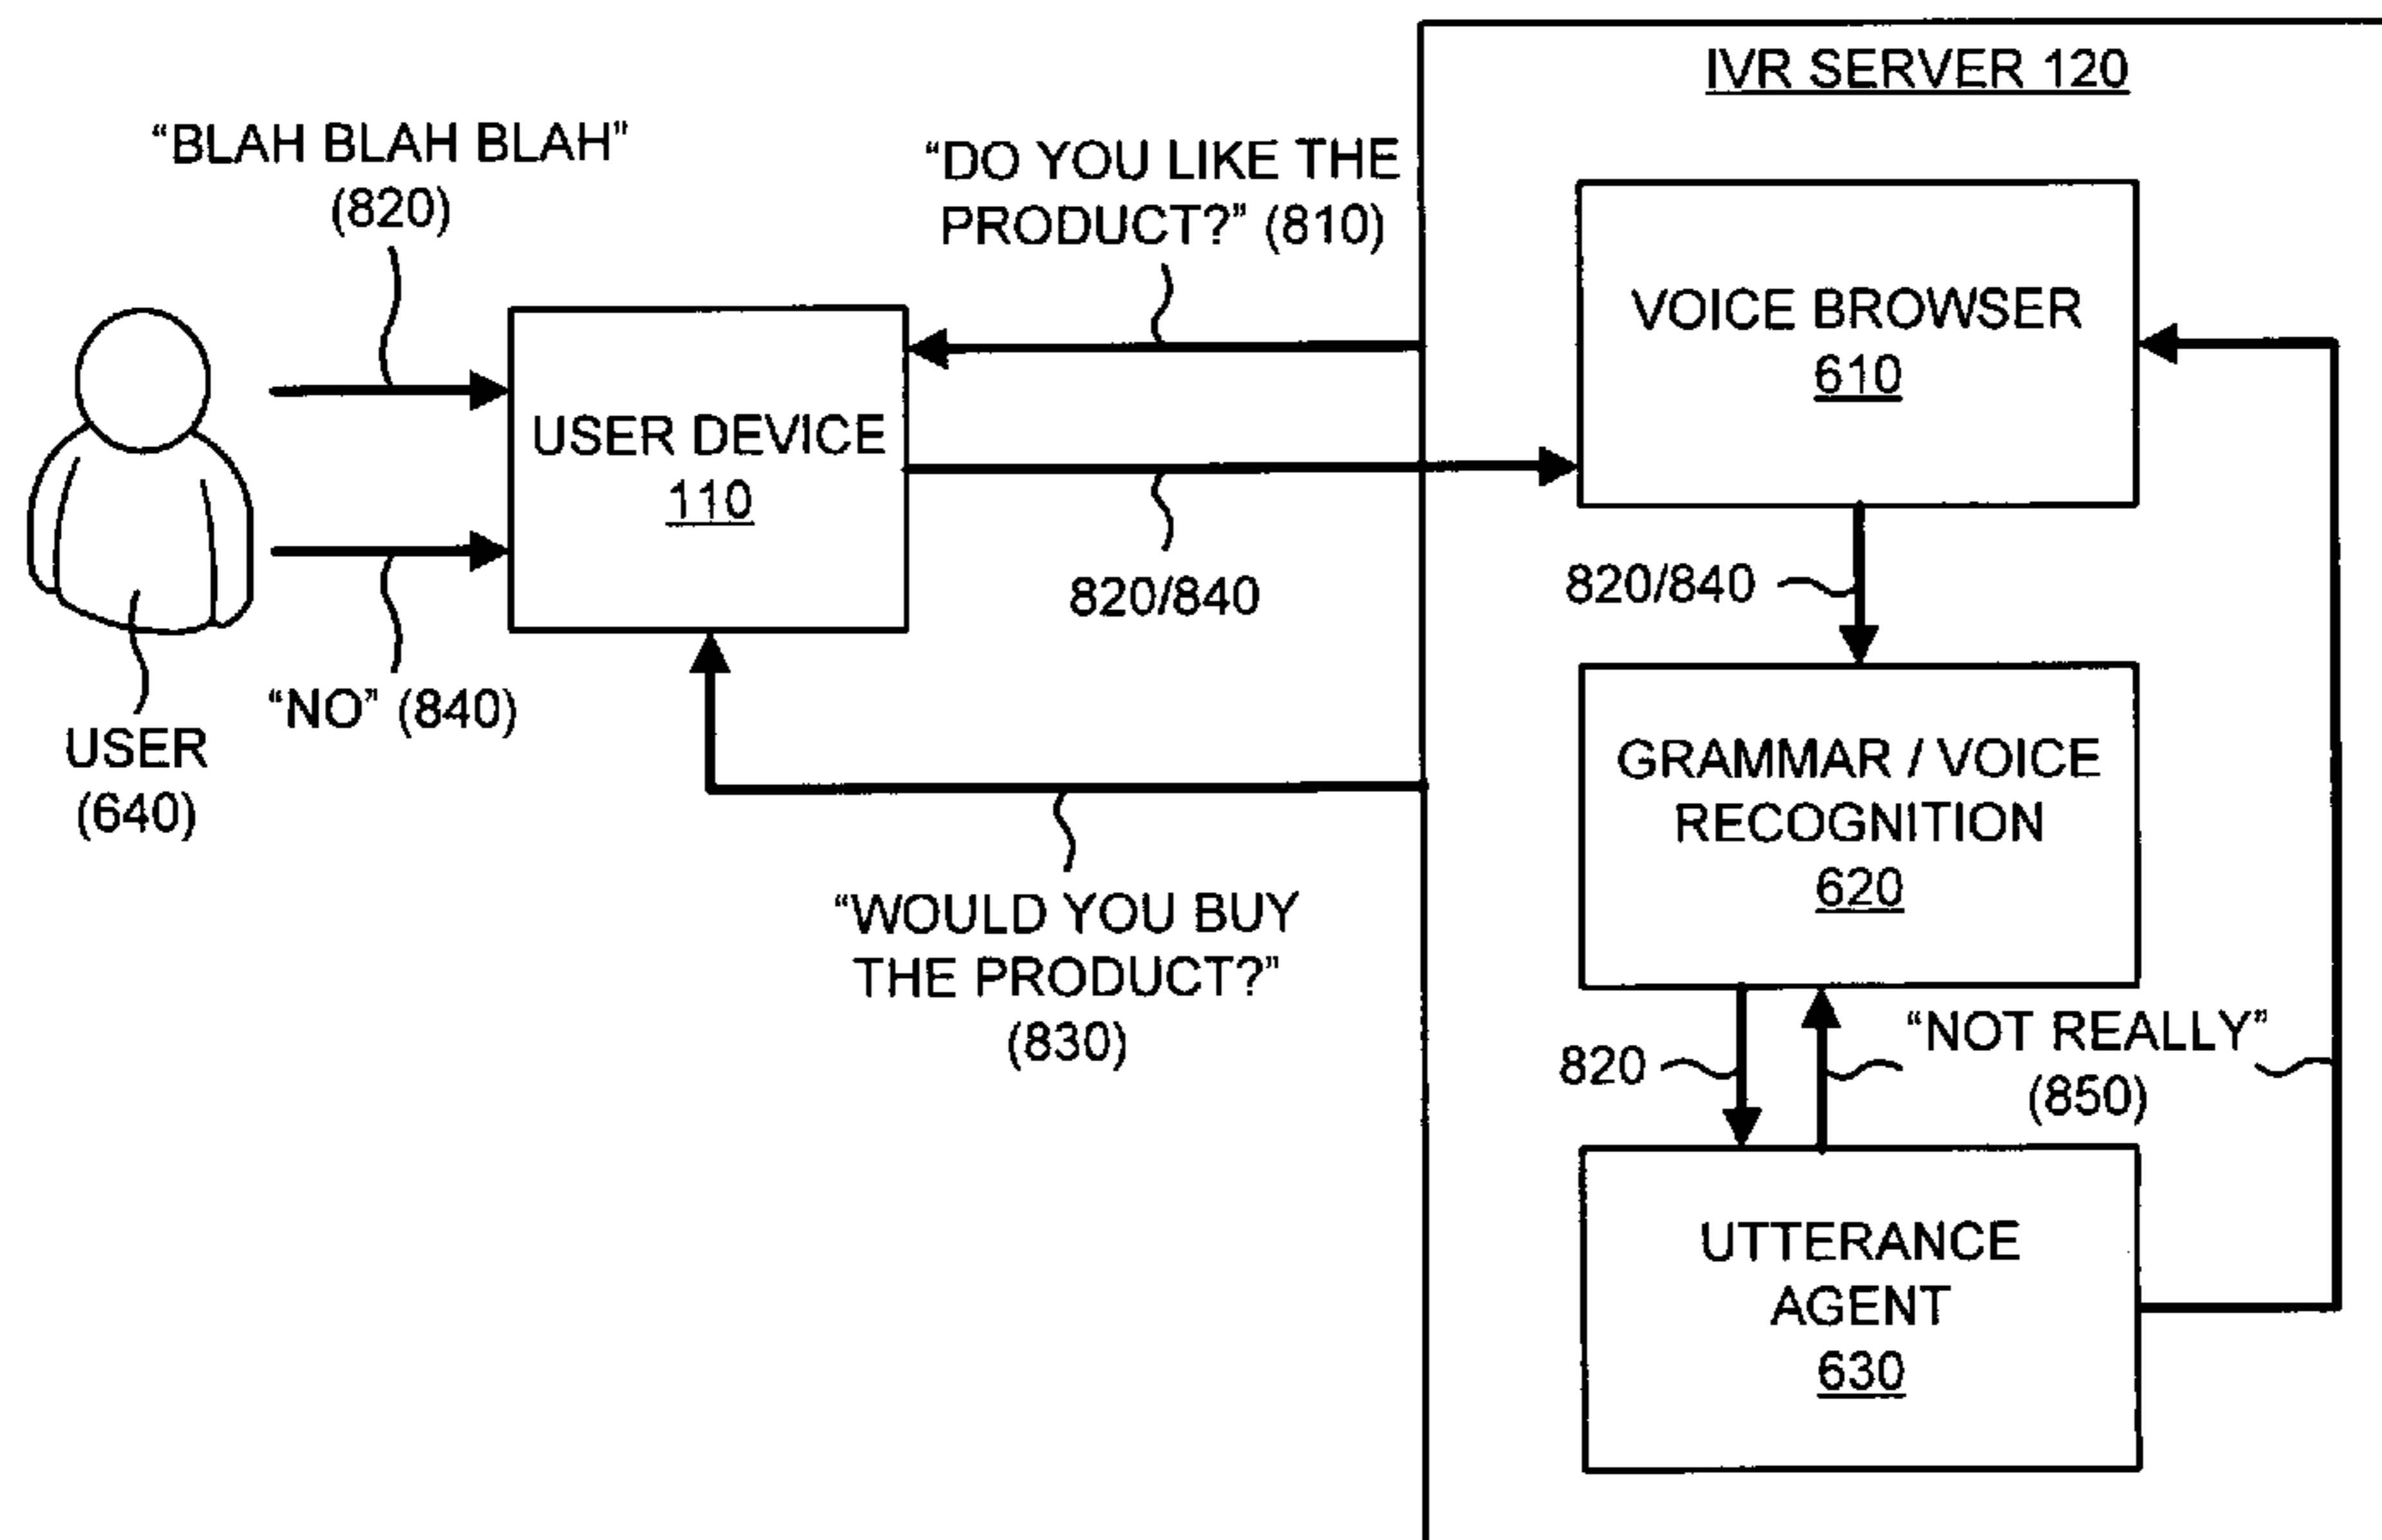 IVR SERVER 120
“BLAH BLAH BLAH”
(820)
“DO YOU LIKE THE
PRODUCT?” (810)
VOICE BROWSER
610
USER DEVICE
110
820/840
820/840
“NO” (840)
USER
(640)
GRAMMAR / VOICE
RECOGNITION
620
“WOULD YOU BUY
THE PRODUCT?”
(830)
820
“NOT REALLY”
(850)
UTTERANCE
AGENT
630